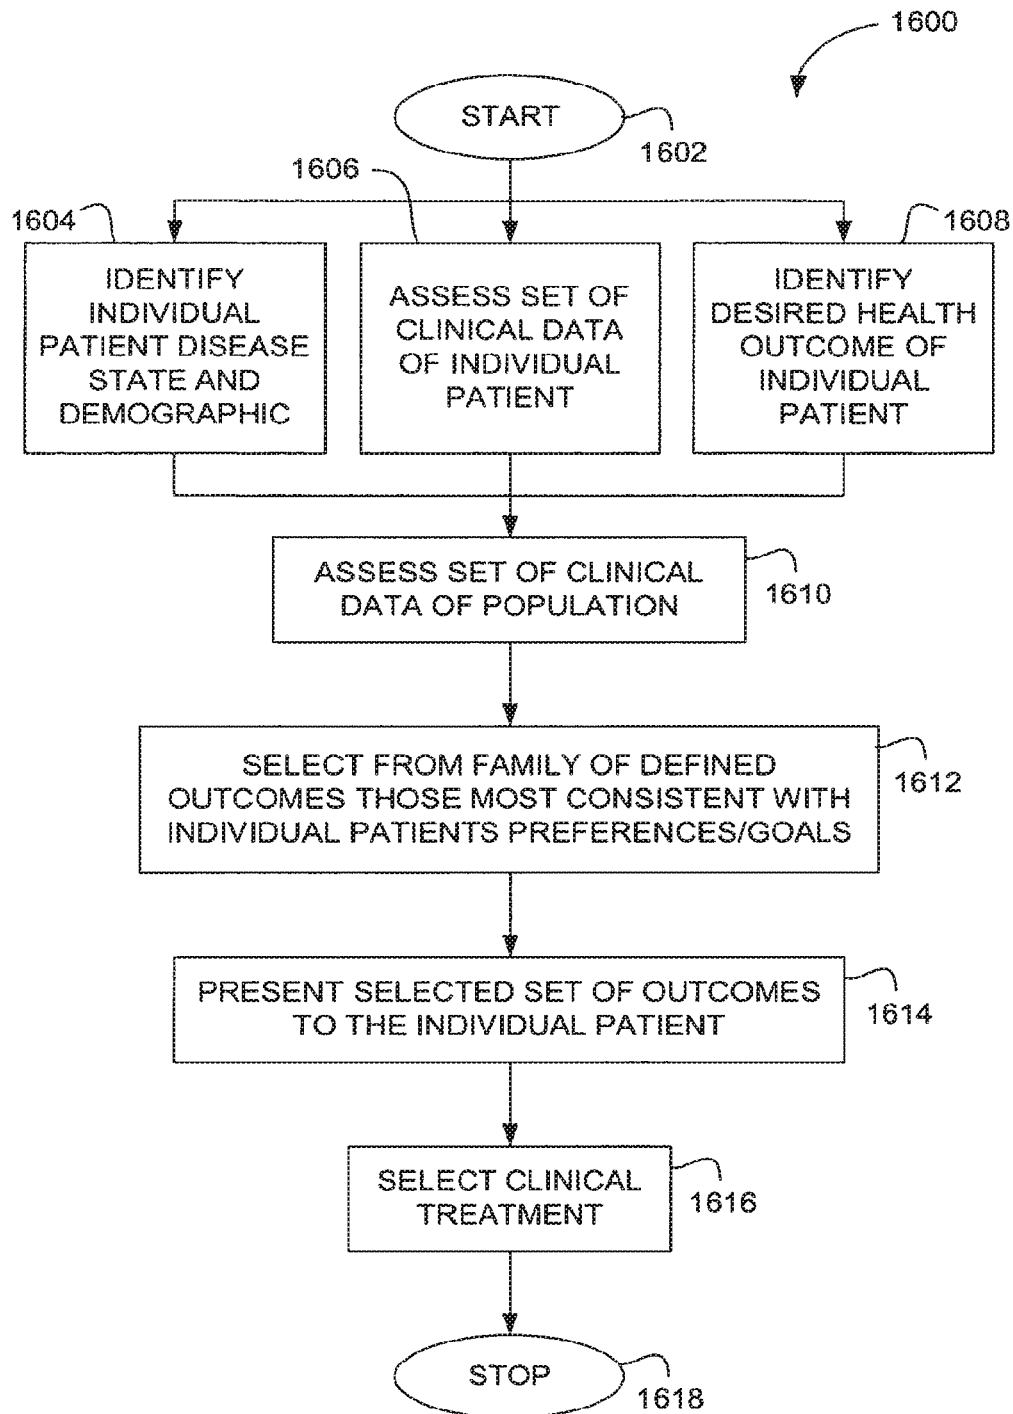 1600
START
1602
1606
1604
1608
IDENTIFY
INDIVIDUAL
PATIENT DISEASE
STATE AND
DEMOGRAPHIC
ASSESS SET OF
CLINICAL DATA
OF INDIVIDUAL
PATIENT
IDENTIFY
DESIRED HEALTH
OUTCOME OF
INDIVIDUAL
PATIENT
ASSESS SET OF CLINICAL
DATA OF POPULATION
1610
SELECT FROM FAMILY OF DEFINED
OUTCOMES THOSE MOST CONSISTENT WITH
INDIVIDUAL PATIENTS PREFERENCES/GOALS
1612
PRESENT SELECTED SET OF OUTCOMES
TO THE INDIVIDUAL PATIENT
1614
SELECT CLINICAL
TREATMENT
1616
STOP
1618